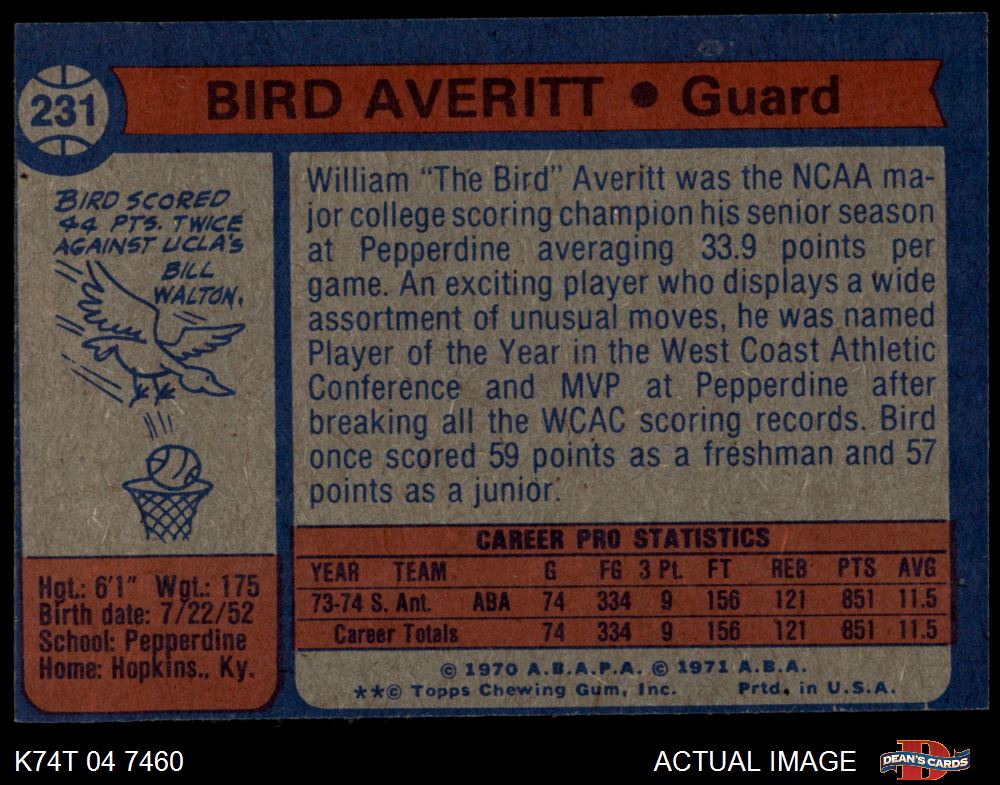 231
BIRD AVERITT • Guard
BIRD SCORED
44 PTS. TWICE
AGAINST UCLA'S
BILL
WALTON.
Hgt.: 6'1" Wgt.: 175
Birth date: 7/22/52
School: Pepperdine
Home: Hopkins., Ky.
William "The Bird" Averitt was the NCAA ma-
jor college scoring champion his senior season
at Pepperdine averaging 33.9 points per
game. An exciting player who displays a wide
assortment of unusual moves, he was named
Player of the Year in the West Coast Athletic
Conference and MVP at Pepperdine after
breaking all the WCAC scoring records. Bird
once scored 59 points as a freshman and 57
points as a junior.
CAREER PRO STATISTICS
YEAR TEAM G FG 3 Pt. FT REB PTS AVG
73-74 S. Ant. ABA 74 334 9 156 121 851 11.5
Career Totals 74 334 9 156 121 851 11.5
© 1970 A.B.A.P.A. © 1971 A.B.A.
**© Topps Chewing Gum, Inc. Prtd. in U.S.A.
K74T 04 7460
ACTUAL IMAGE
D
DEAN'S CARDS